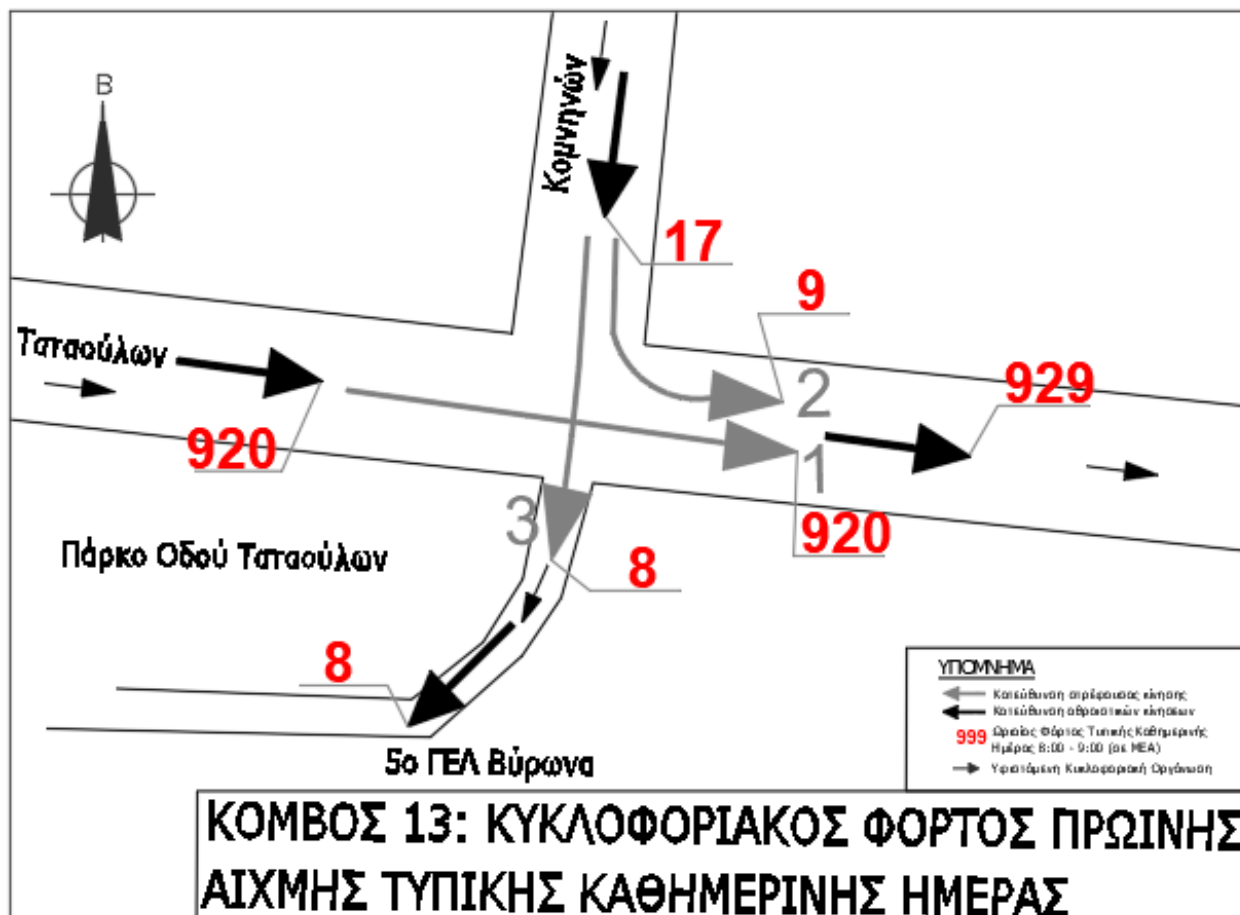 Β
Κομνηνών
17
9
Ταταούλων
2
929
920
1
3
920
Πάρκο Οδού Ταταούλων
8
8
ΥΠΟΜΝΗΜΑ
Κατεύθυνση στρέφουσας κίνησης
Κατεύθυνση αθροιστικών κινήσεων
999 Ωριαίος Φόρτος Τυπικής Καθημερινής
Ημέρας 8:00 - 9:00 (σε ΜΕΑ)
Υφιστάμενη Κυκλοφοριακή Οργάνωση
5ο ΓΕΛ Βύρωνα
ΚΟΜΒΟΣ 13: ΚΥΚΛΟΦΟΡΙΑΚΟΣ ΦΟΡΤΟΣ ΠΡΩΙΝΗΣ
ΑΙΧΜΗΣ ΤΥΠΙΚΗΣ ΚΑΘΗΜΕΡΙΝΗΣ ΗΜΕΡΑΣ